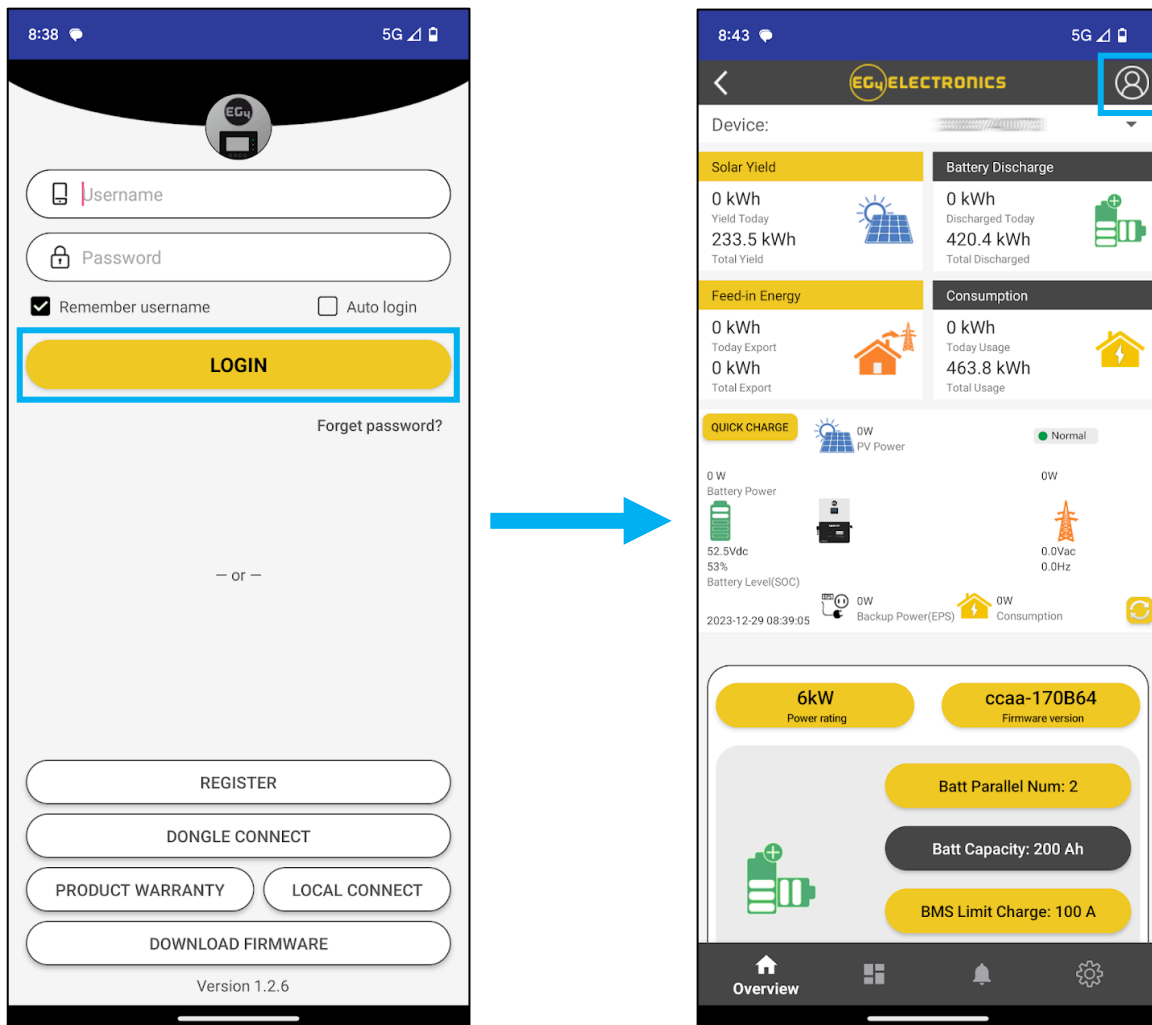 8:38
5G
EG4
Username
Password
Remember username
Auto login
LOGIN
Forget password?
— or —
REGISTER
DONGLE CONNECT
PRODUCT WARRANTY
LOCAL CONNECT
DOWNLOAD FIRMWARE
Version 1.2.6
8:43
5G
EG4 ELECTRONICS
Device:
Solar Yield
0 kWh
Yield Today
233.5 kWh
Total Yield
Battery Discharge
0 kWh
Discharged Today
420.4 kWh
Total Discharged
Feed-in Energy
0 kWh
Today Export
0 kWh
Total Export
Consumption
0 kWh
Today Usage
463.8 kWh
Total Usage
QUICK CHARGE
0W
PV Power
Normal
0 W
Battery Power
0W
52.5Vdc
53%
Battery Level(SOC)
0.0Vac
0.0Hz
EPS
0W
Backup Power(EPS)
0W
Consumption
2023-12-29 08:39:05
6kW
Power rating
ccaa-170B64
Firmware version
Batt Parallel Num: 2
Batt Capacity: 200 Ah
BMS Limit Charge: 100 A
Overview